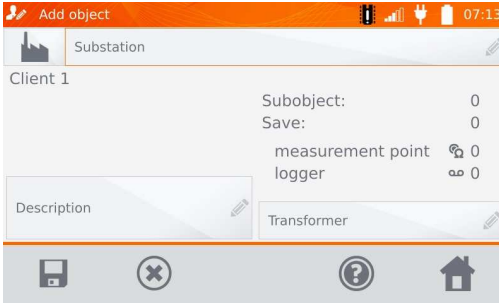 Add object
07:13
Substation
Client 1
Subobject: 0
Save: 0
measurement point 0
logger 0
Description
Transformer